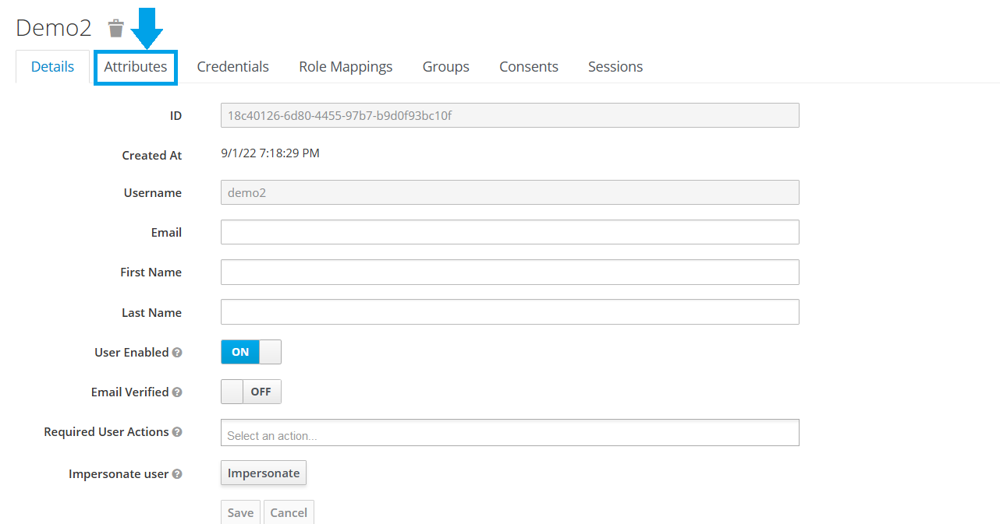 Demo2
Details Attributes Credentials Role Mappings Groups Consents Sessions
ID 18c40126-6d80-4455-97b7-b9d0f93bc10f
Created At 9/1/22 7:18:29 PM
Username demo2
Email
First Name
Last Name
User Enabled ? ON
Email Verified ? OFF
Required User Actions ? Select an action...
Impersonate user ? Impersonate
Save Cancel